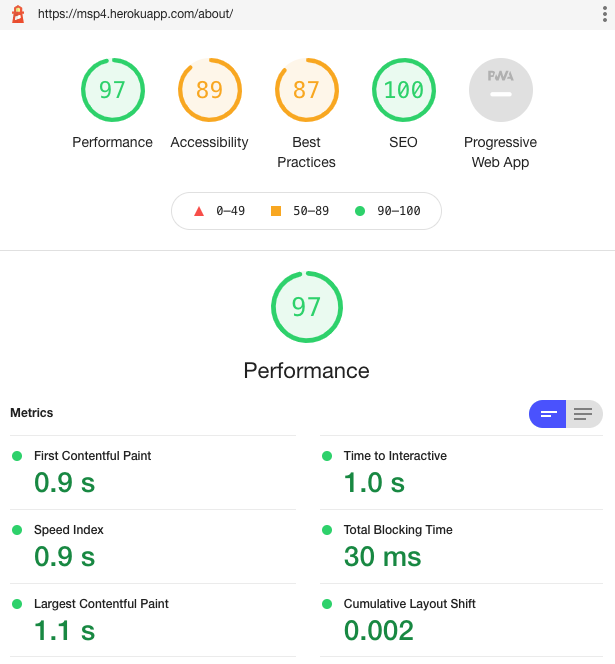 https://msp4.herokuapp.com/about/
97 89 87 100 PWA
Performance Accessibility Best SEO Progressive
Practices Web App
0–49 50–89 90–100
97
Performance
Metrics
First Contentful Paint Time to Interactive
0.9 s 1.0 s
Speed Index Total Blocking Time
0.9 s 30 ms
Largest Contentful Paint Cumulative Layout Shift
1.1 s 0.002